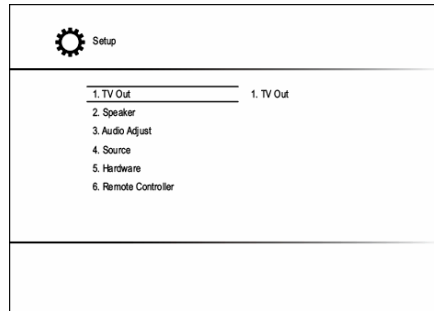 Setup
1. TV Out
1. TV Out
2. Speaker
3. Audio Adjust
4. Source
5. Hardware
6. Remote Controller